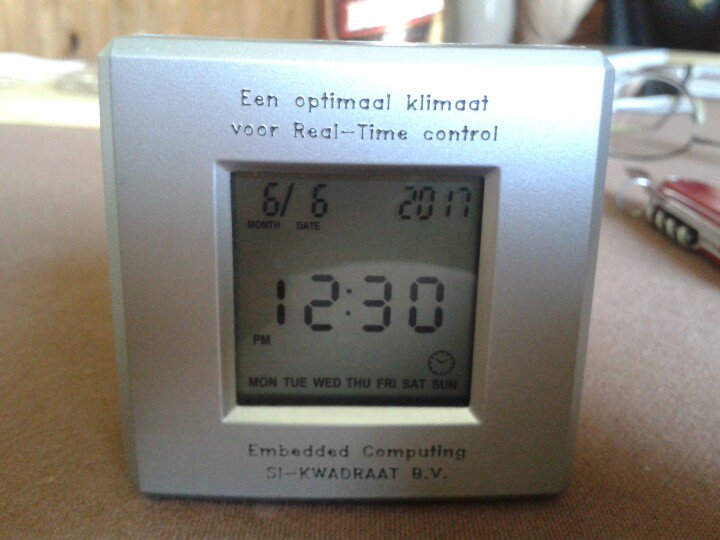 Een optimaal klimaat
voor Real-Time control
6/ 6 2017
MONTH DATE
12:30
PM
MON TUE WED THU FRI SAT SUN
Embedded Computing
SI-KWADRAAT B.V.